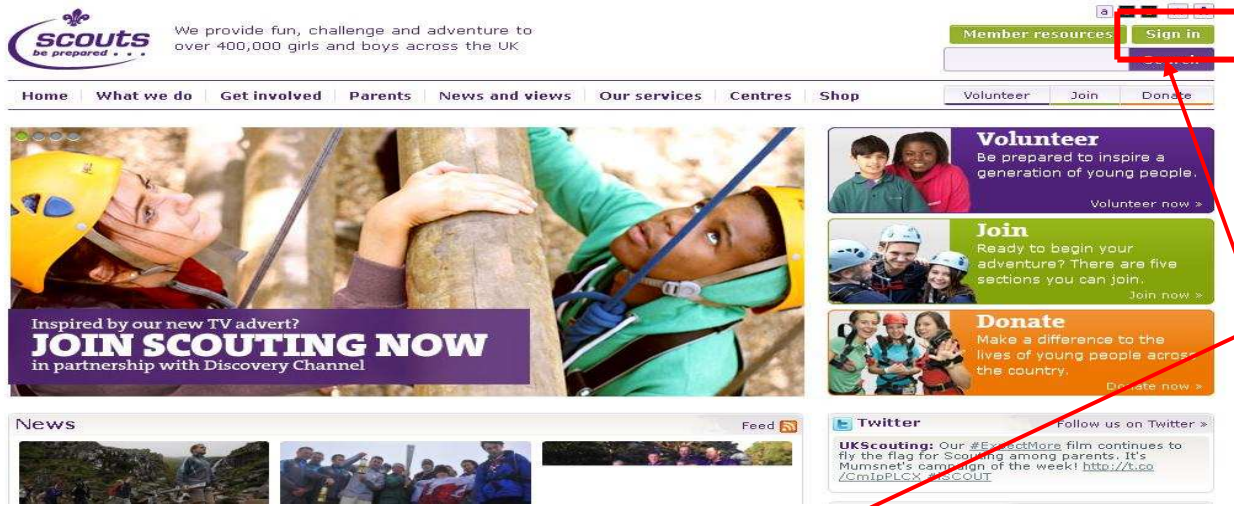 scouts
be prepared . . .
We provide fun, challenge and adventure to
over 400,000 girls and boys across the UK
a
Member resources
Sign in
Search
Home
What we do
Get involved
Parents
News and views
Our services
Centres
Shop
Volunteer
Join
Donate
Inspired by our new TV advert?
JOIN SCOUTING NOW
in partnership with Discovery Channel
Volunteer
Be prepared to inspire a
generation of young people.
Volunteer now »
Join
Ready to begin your
adventure? There are five
sections you can join.
Join now »
Donate
Make a difference to the
lives of young people across
the country.
Donate now »
News
Feed
Twitter
Follow us on Twitter »
UKScouting: Our #ExpectMore film continues to
fly the flag for Scouting among parents. It's
Mumsnet's campaign of the week! http://t.co
/CmIpPLCX #iSCOUT